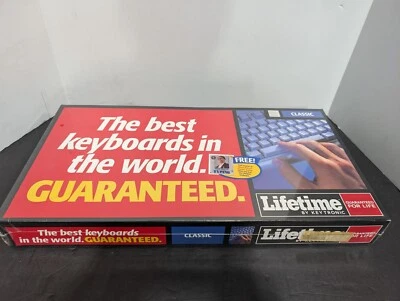 The best
keyboards in
the world.
GUARANTEED.
FREE!
CLASSIC
Lifetime
BY KEYTRONIC
GUARANTEED
FOR LIFE
The best keyboards
in the world. GUARANTEED.
CLASSIC
Lifetime